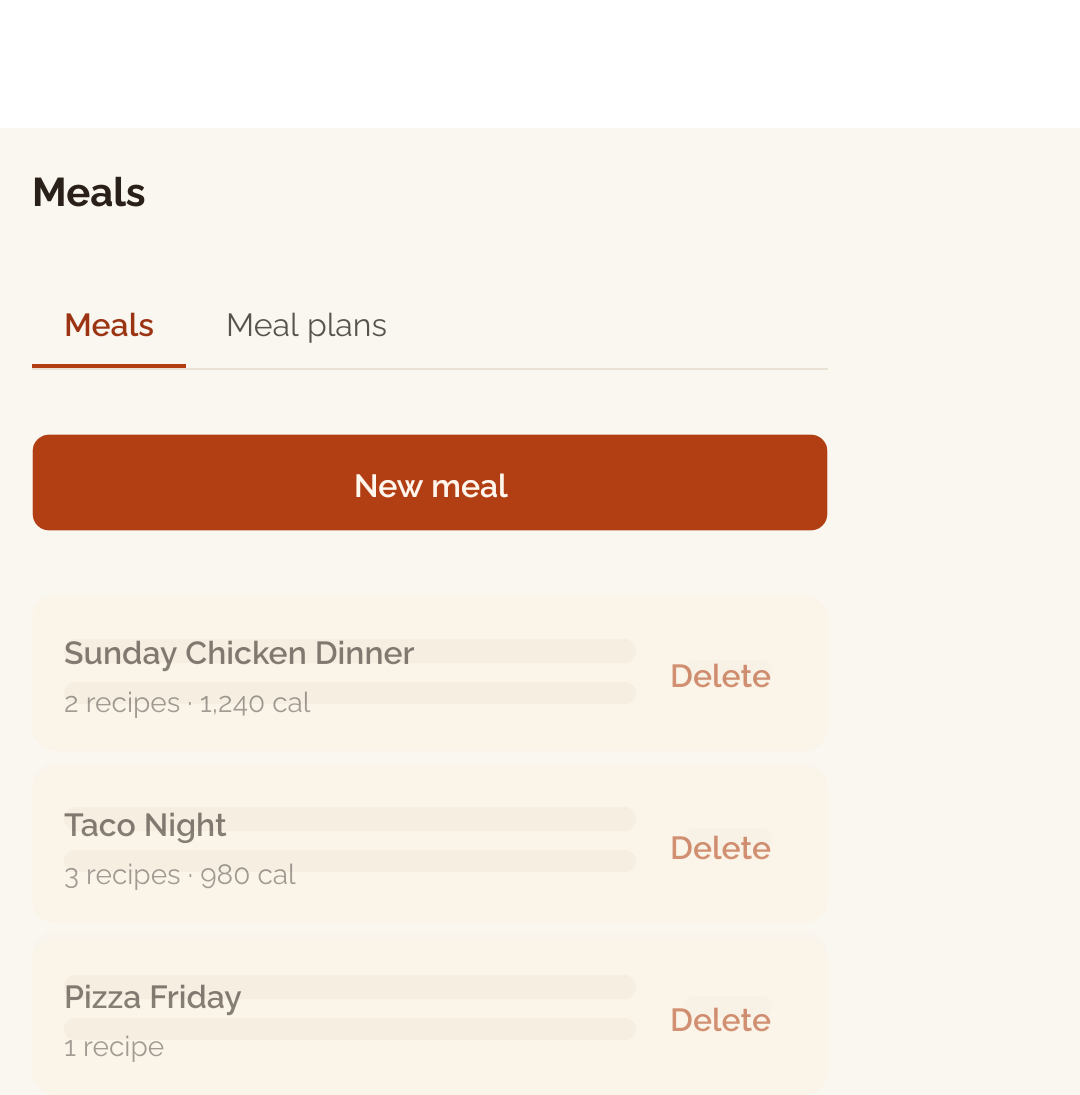 Meals
Meals
Meal plans
New meal
Sunday Chicken Dinner
2 recipes · 1,240 cal
Delete
Taco Night
3 recipes · 980 cal
Delete
Pizza Friday
1 recipe
Delete